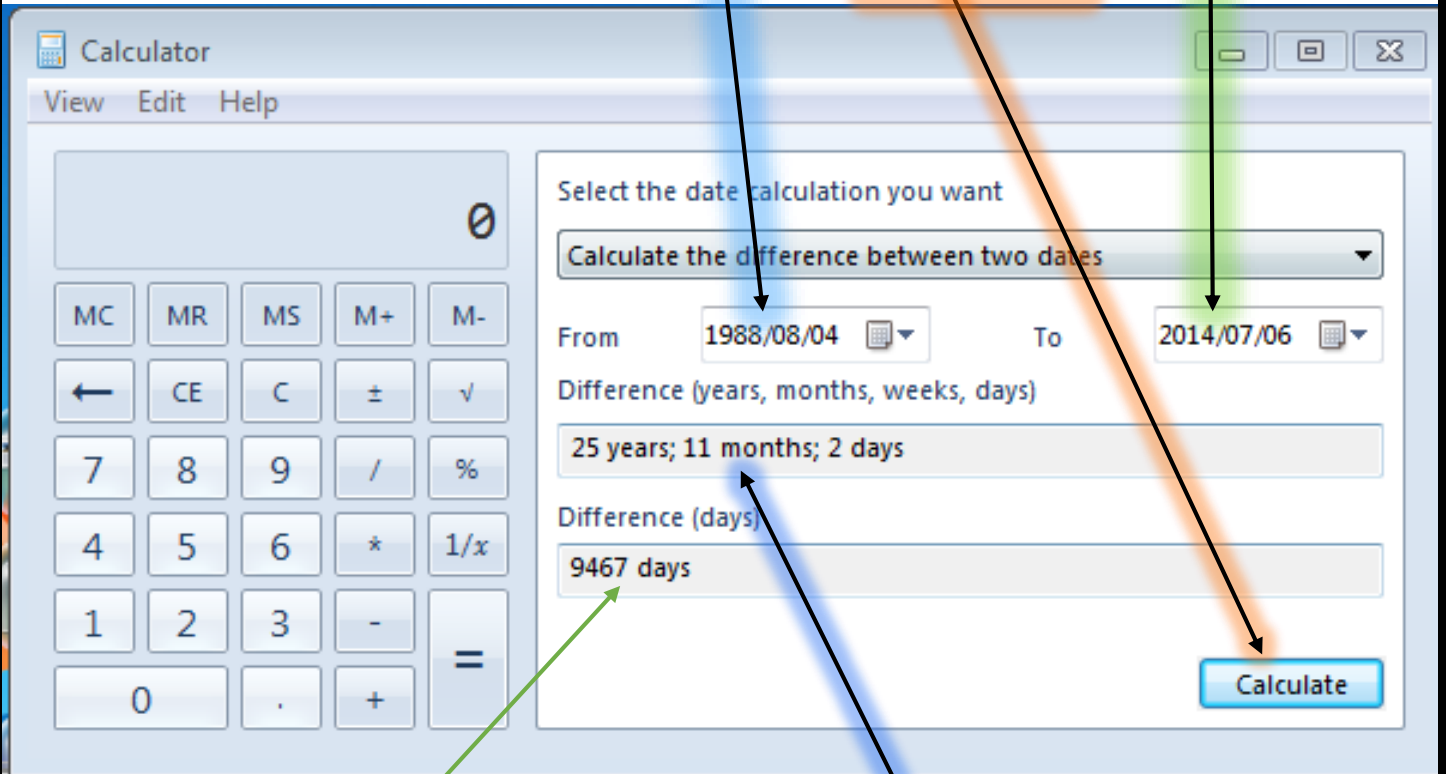 Calculator
View Edit Help
0
MC MR MS M+ M-
← CE C ± √
7 8 9 / %
4 5 6 * 1/x
1 2 3 - =
0 . +
Select the date calculation you want
Calculate the difference between two dates
From 1988/08/04 To 2014/07/06
Difference (years, months, weeks, days)
25 years; 11 months; 2 days
Difference (days)
9467 days
Calculate